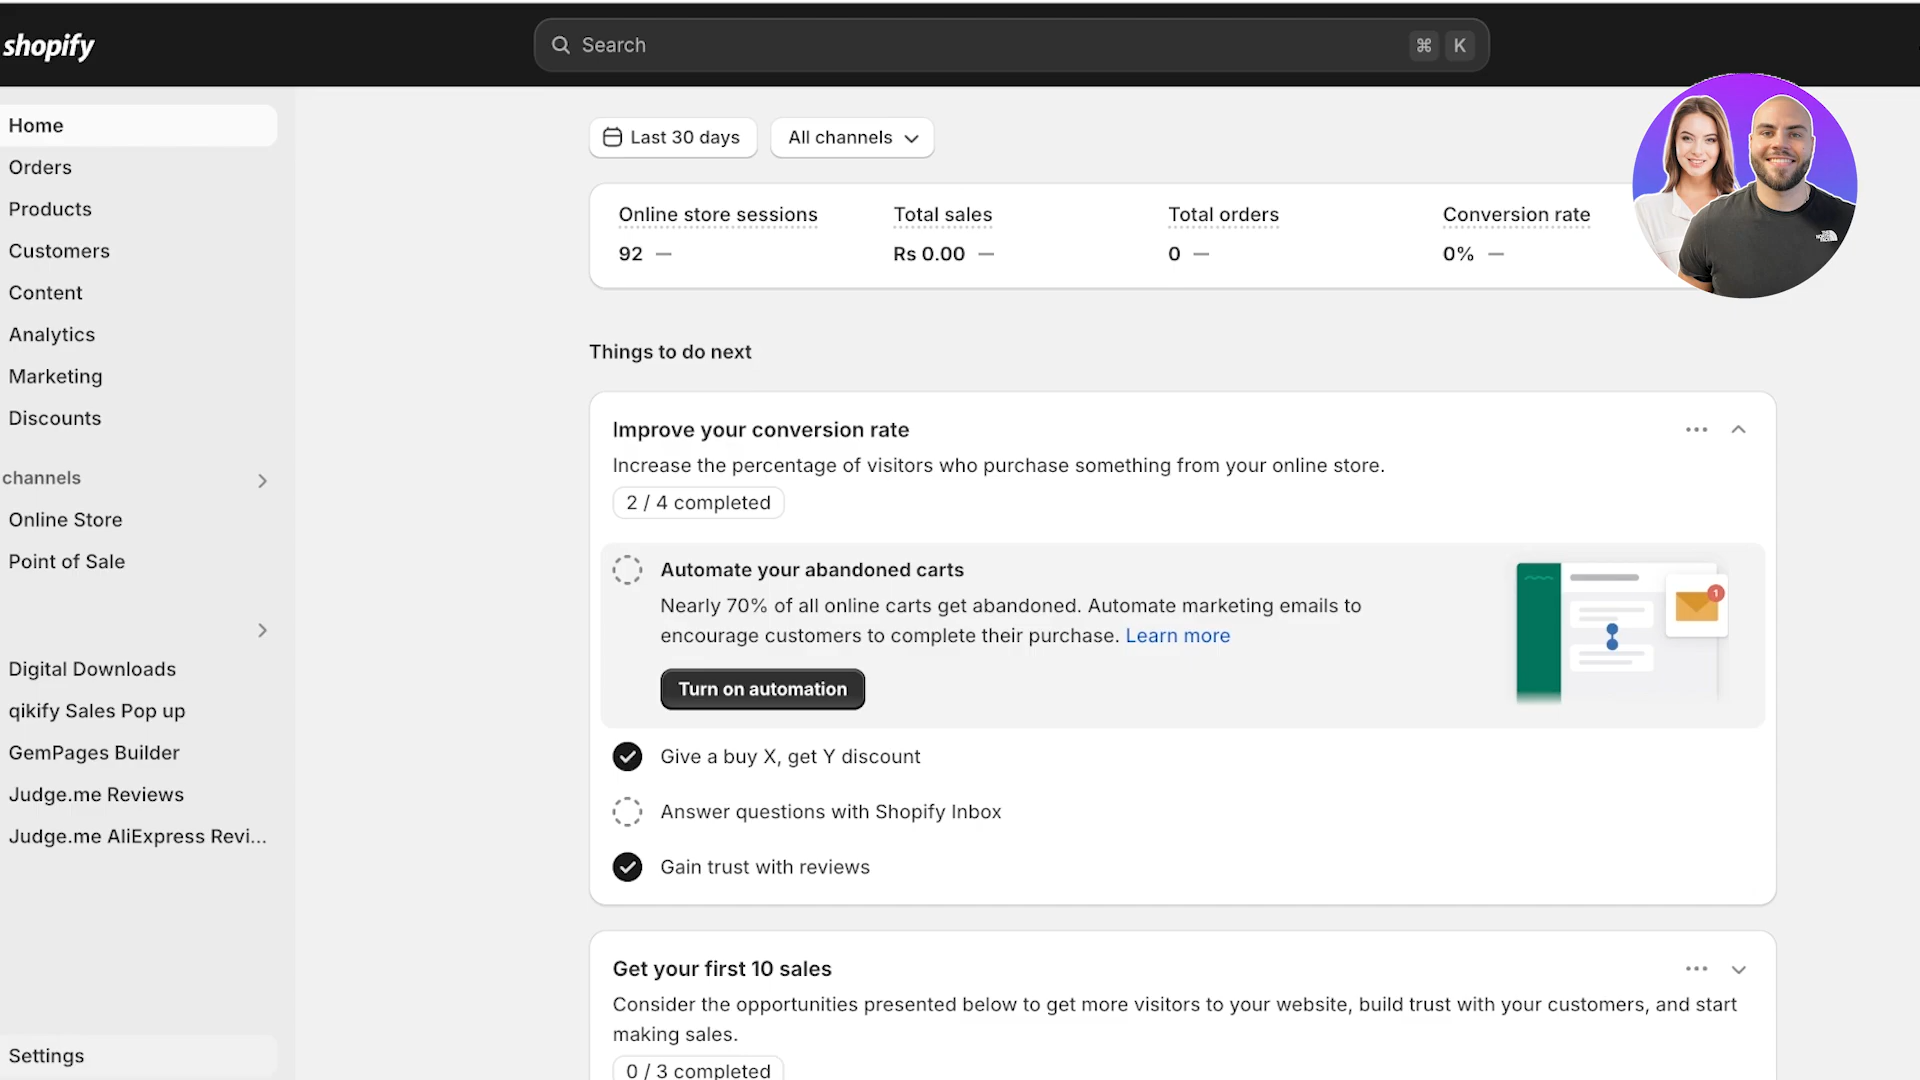 shopify
Search
⌘ K
Home
Orders
Products
Customers
Content
Analytics
Marketing
Discounts
channels
Online Store
Point of Sale
Digital Downloads
qikify Sales Pop up
GemPages Builder
Judge.me Reviews
Judge.me AliExpress Revi...
Settings
Last 30 days
All channels
Online store sessions
92 —
Total sales
Rs 0.00 —
Total orders
0 —
Conversion rate
0% —
THE NORTH FACE
Things to do next
Improve your conversion rate
Increase the percentage of visitors who purchase something from your online store.
2 / 4 completed
Automate your abandoned carts
Nearly 70% of all online carts get abandoned. Automate marketing emails to
encourage customers to complete their purchase. Learn more
1
Turn on automation
Give a buy X, get Y discount
Answer questions with Shopify Inbox
Gain trust with reviews
Get your first 10 sales
Consider the opportunities presented below to get more visitors to your website, build trust with your customers, and start
making sales.
0 / 3 completed